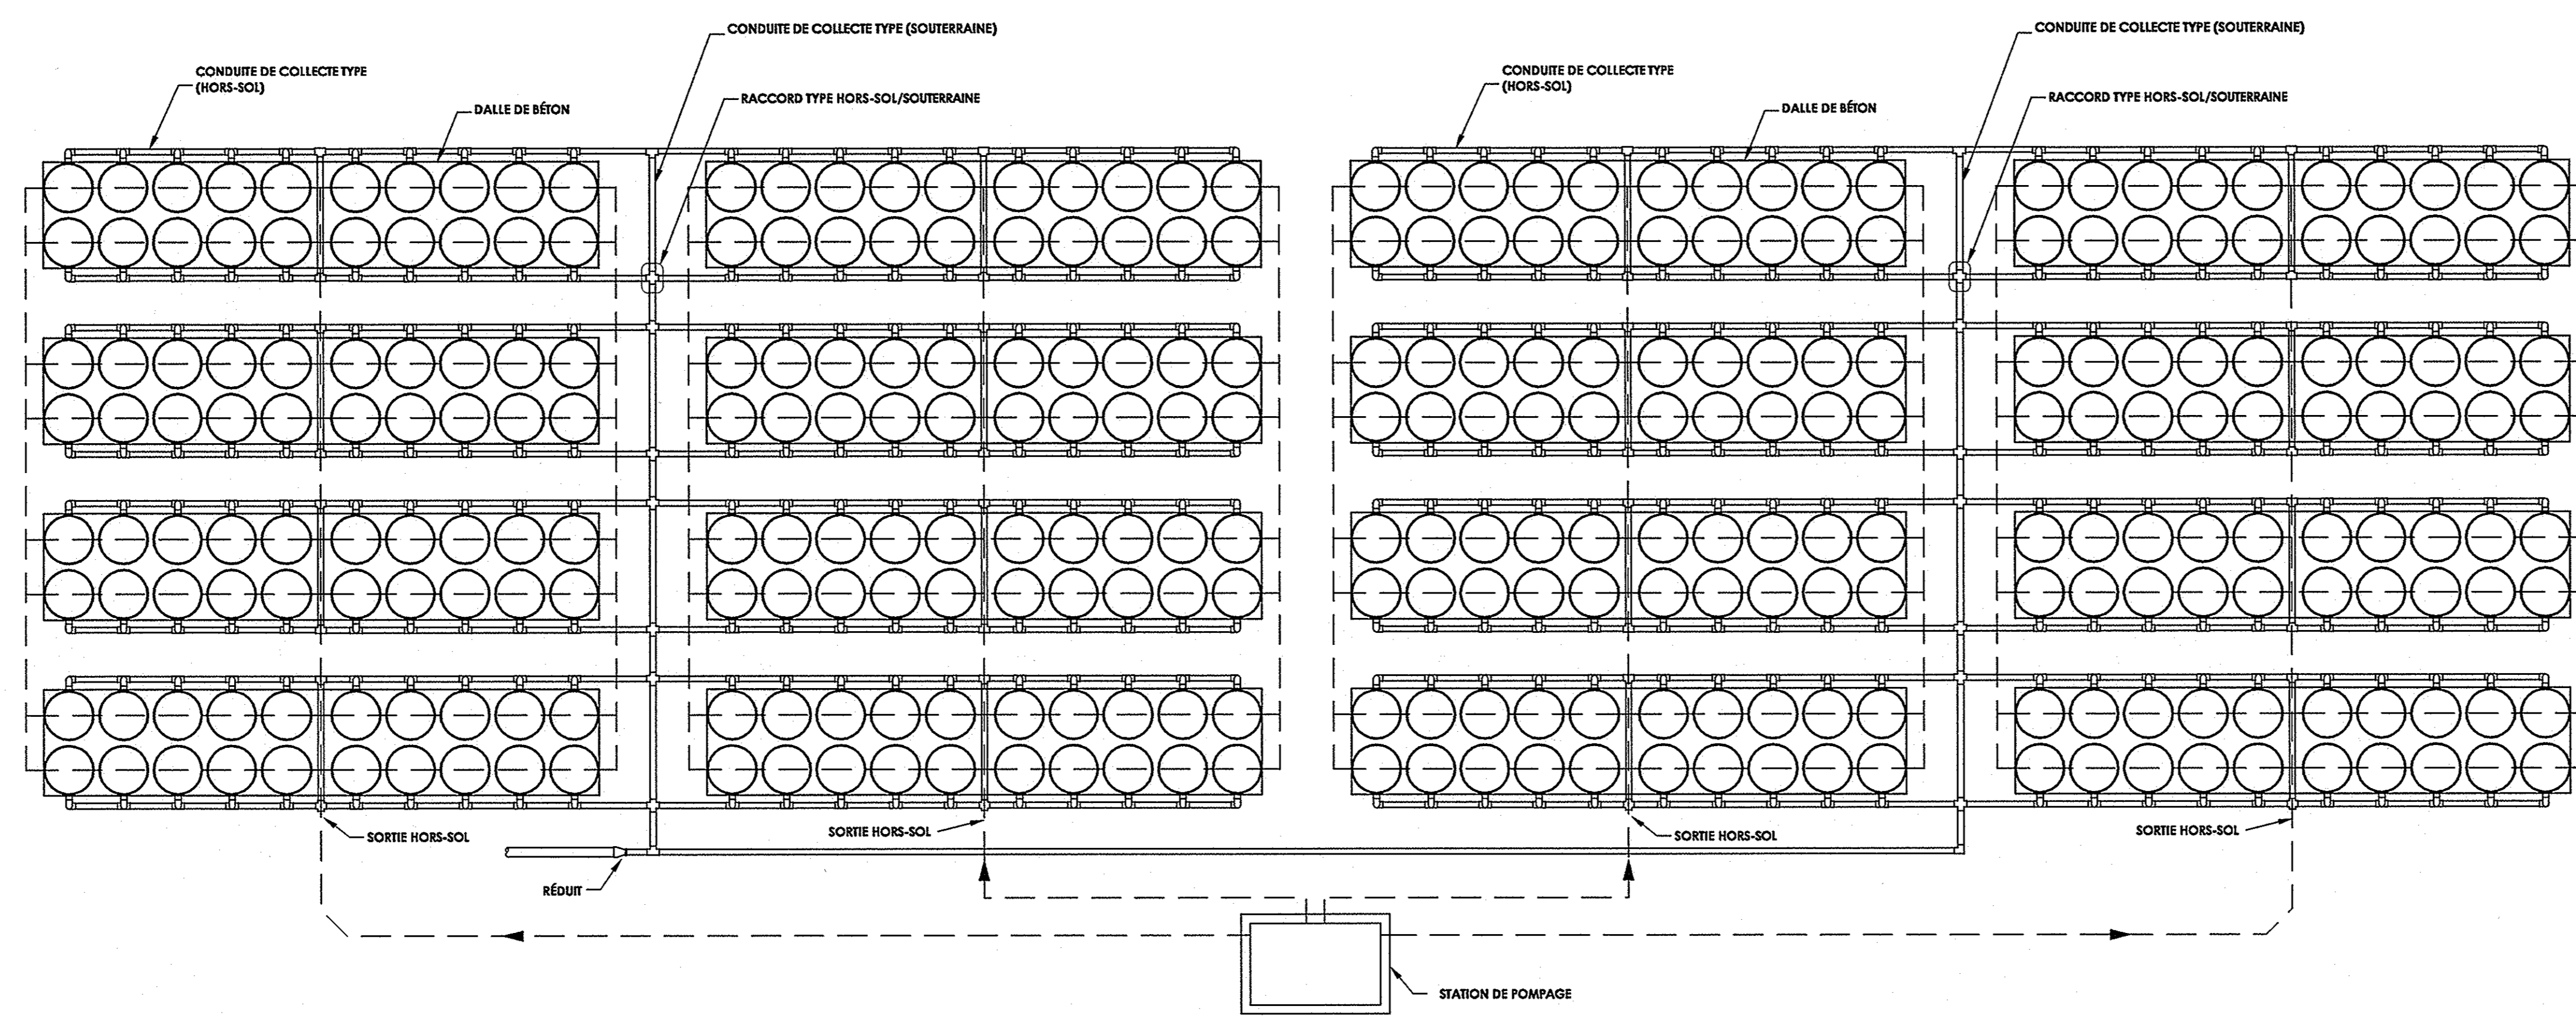 CONDUITE DE COLLECTE TYPE (SOUTERRAINE)
CONDUITE DE COLLECTE TYPE
(HORS-SOL)
RACCORD TYPE HORS-SOL/SOUTERRAINE
DALLE DE BÉTON
CONDUITE DE COLLECTE TYPE (SOUTERRAINE)
CONDUITE DE COLLECTE TYPE
(HORS-SOL)
RACCORD TYPE HORS-SOL/SOUTERRAINE
DALLE DE BÉTON
SORTIE HORS-SOL
SORTIE HORS-SOL
SORTIE HORS-SOL
SORTIE HORS-SOL
RÉDUIT
STATION DE POMPAGE